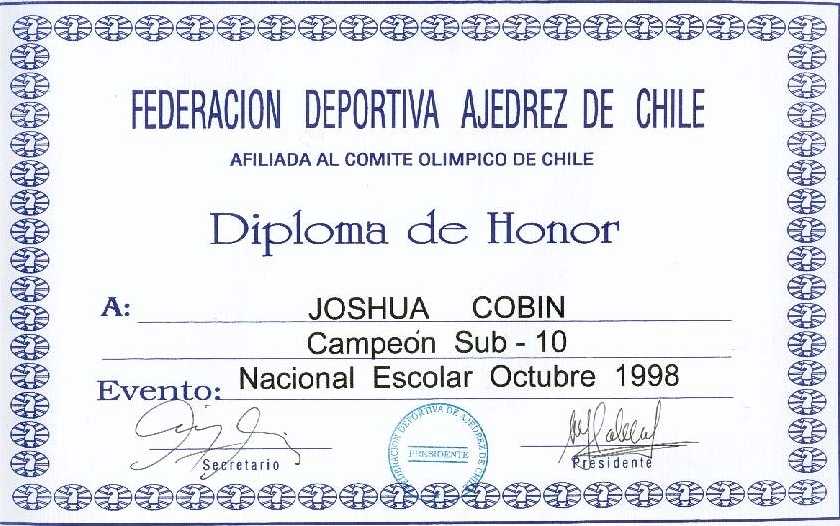 FEDERACION DEPORTIVA AJEDREZ DE CHILE
AFILIADA AL COMITE OLIMPICO DE CHILE
Diploma de Honor
A: JOSHUA COBIN
Campeón Sub - 10
Evento: Nacional Escolar Octubre 1998
Secretario
PRESIDENTE
Presidente